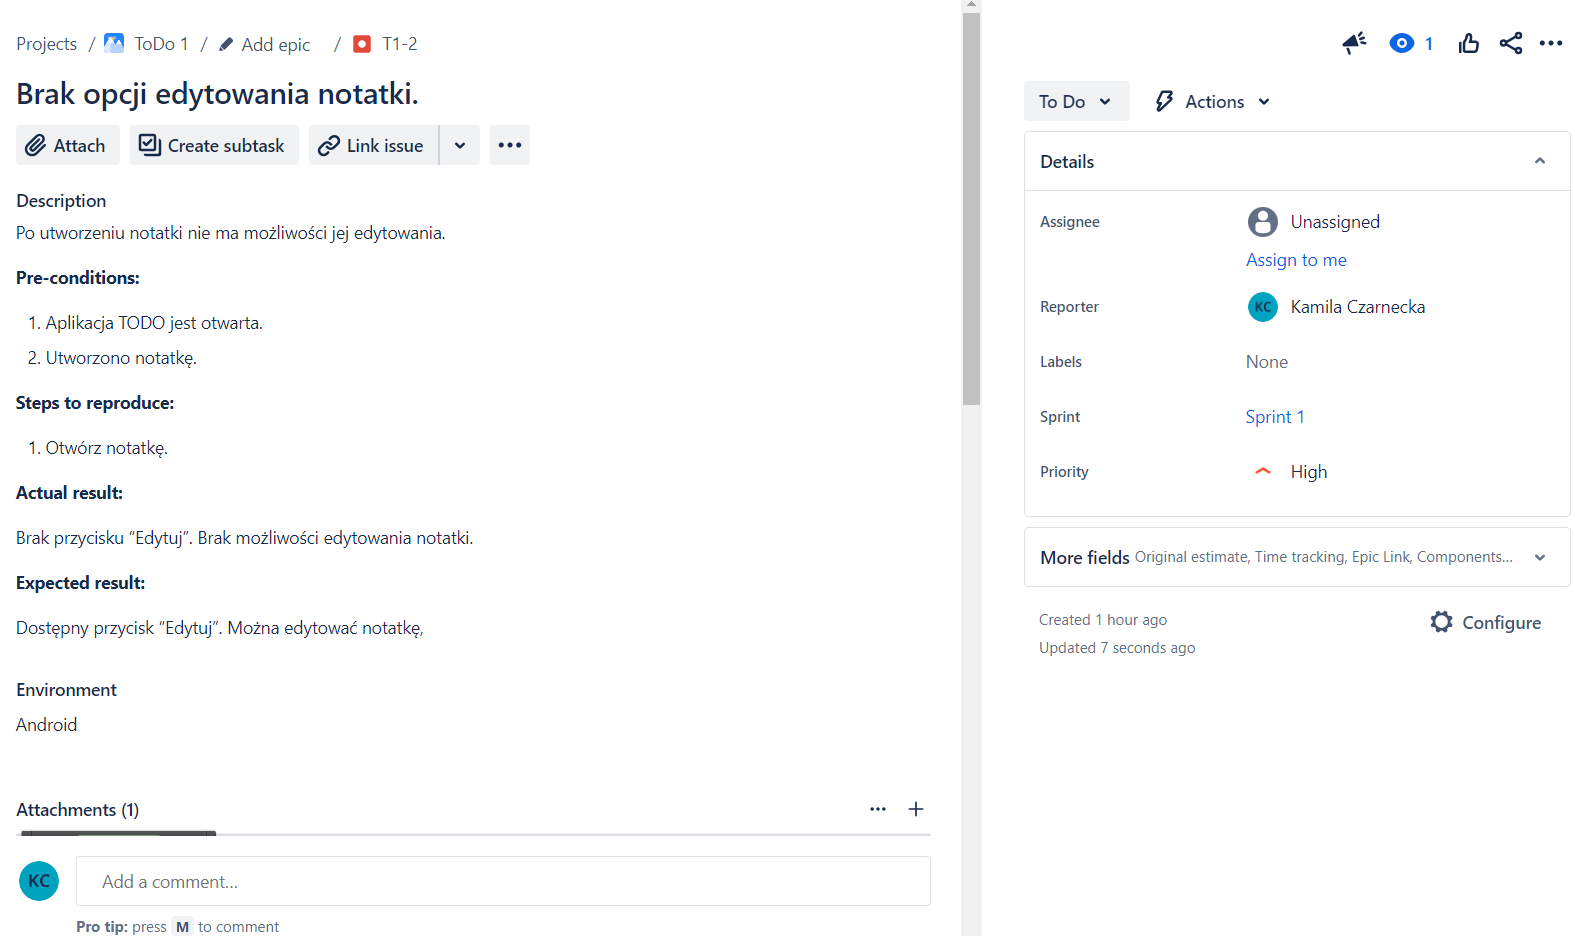 Projects / ToDo 1 / Add epic / T1-2
Brak opcji edytowania notatki.
Attach Create subtask Link issue
Description
Po utworzeniu notatki nie ma możliwości jej edytowania.
Pre-conditions:
1. Aplikacja TODO jest otwarta.
2. Utworzono notatkę.
Steps to reproduce:
1. Otwórz notatkę.
Actual result:
Brak przycisku “Edytuj”. Brak możliwości edytowania notatki.
Expected result:
Dostępny przycisk “Edytuj”. Można edytować notatkę,
Environment
Android
Attachments (1)
KC Add a comment...
Pro tip: press M to comment
1
To Do Actions
Details
Assignee Unassigned
Assign to me
Reporter KC Kamila Czarnecka
Labels None
Sprint Sprint 1
Priority High
More fields Original estimate, Time tracking, Epic Link, Components...
Created 1 hour ago Configure
Updated 7 seconds ago